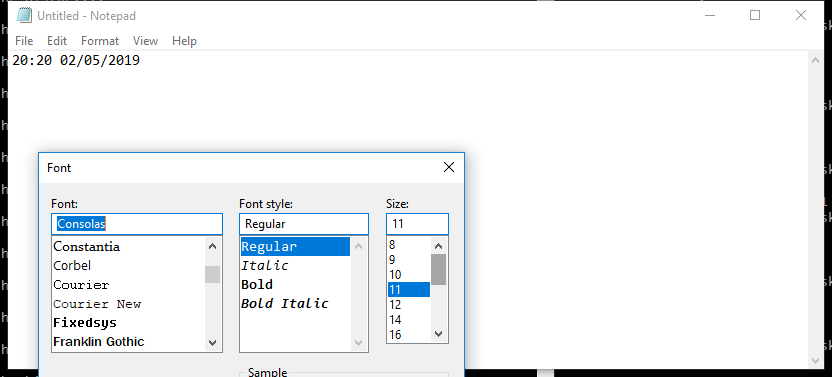 Untitled - Notepad
File Edit Format View Help
20:20 02/05/2019
Font
Font: Font style: Size:
Consolas Regular 11
Constantia Regular 8
Corbel Italic 9
Courier Bold 10
Courier New Bold Italic 11
Fixedsys 12
Franklin Gothic 14
16
Sample